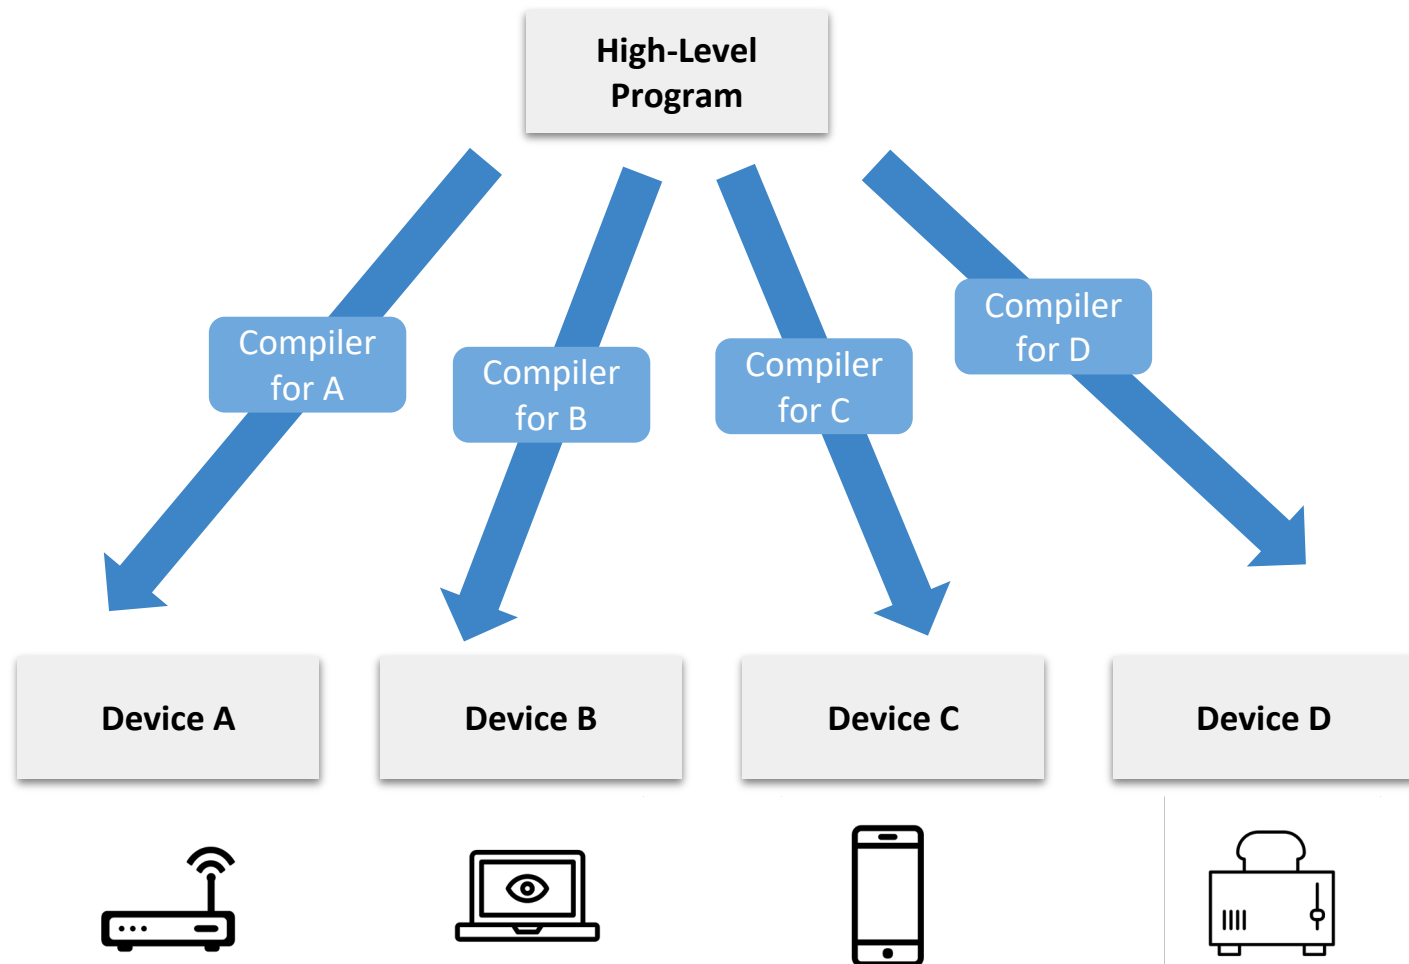 High-Level
Program
Compiler
for A
Compiler
for B
Compiler
for C
Compiler
for D
Device A
Device B
Device C
Device D